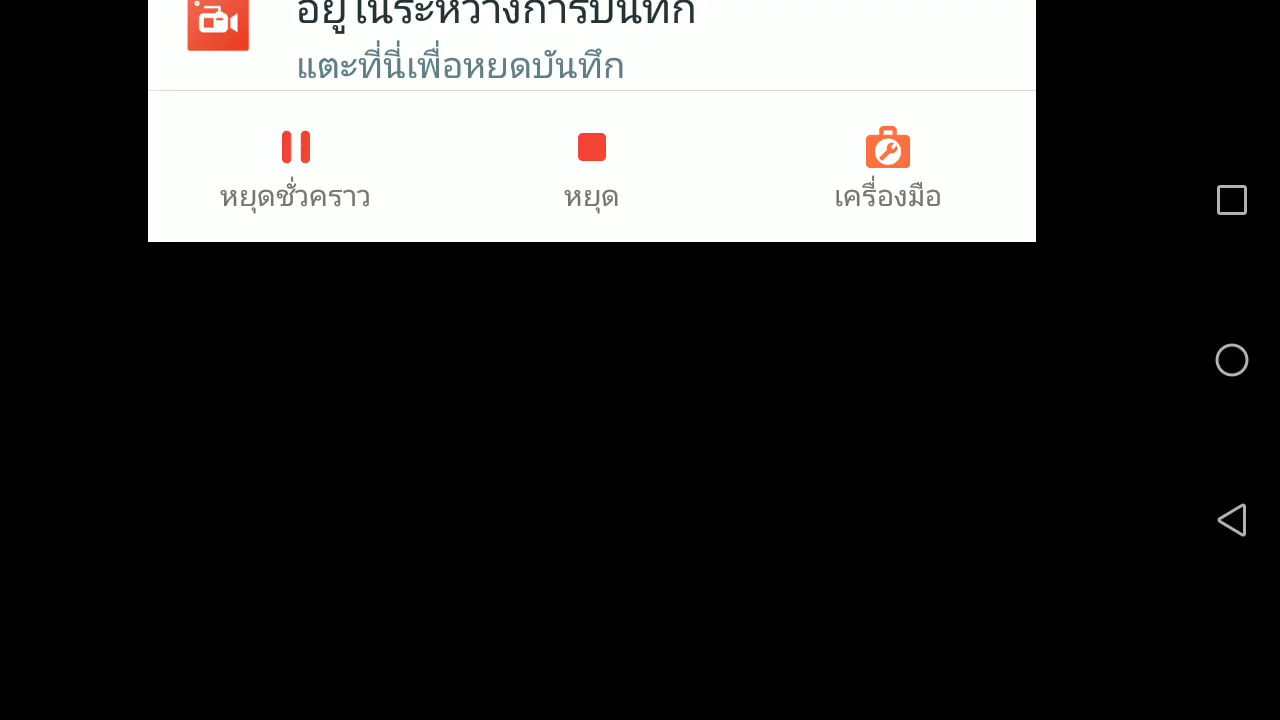 อยู่ในระหว่างการบันทึก
แตะที่นี่เพื่อหยุดบันทึก
หยุดชั่วคราว
หยุด
เครื่องมือ